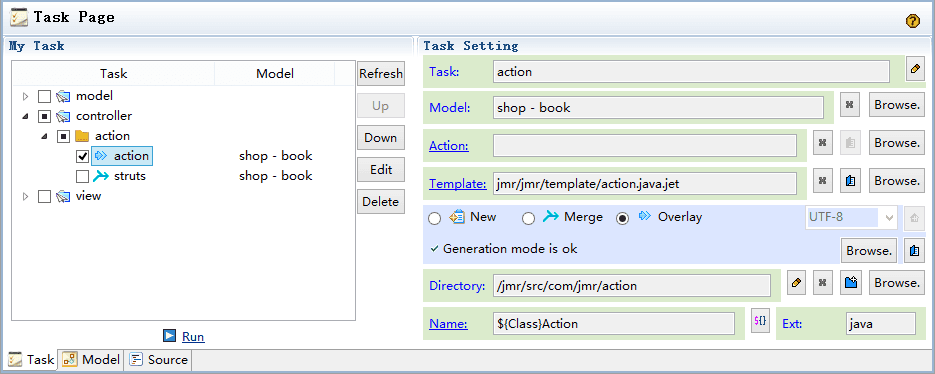 Task Page
My Task
Task Model
Refresh
model
Up
controller
action
Down
action shop - book
Edit
struts shop - book
Delete
view
Run
Task Setting
Task: action
Model: shop - book Browse.
Action: Browse.
Template: jmr/jmr/template/action.java.jet Browse.
New Merge Overlay UTF-8
Generation mode is ok Browse.
Directory: /jmr/src/com/jmr/action Browse.
Name: ${Class}Action ${} Ext: java
Task Model Source